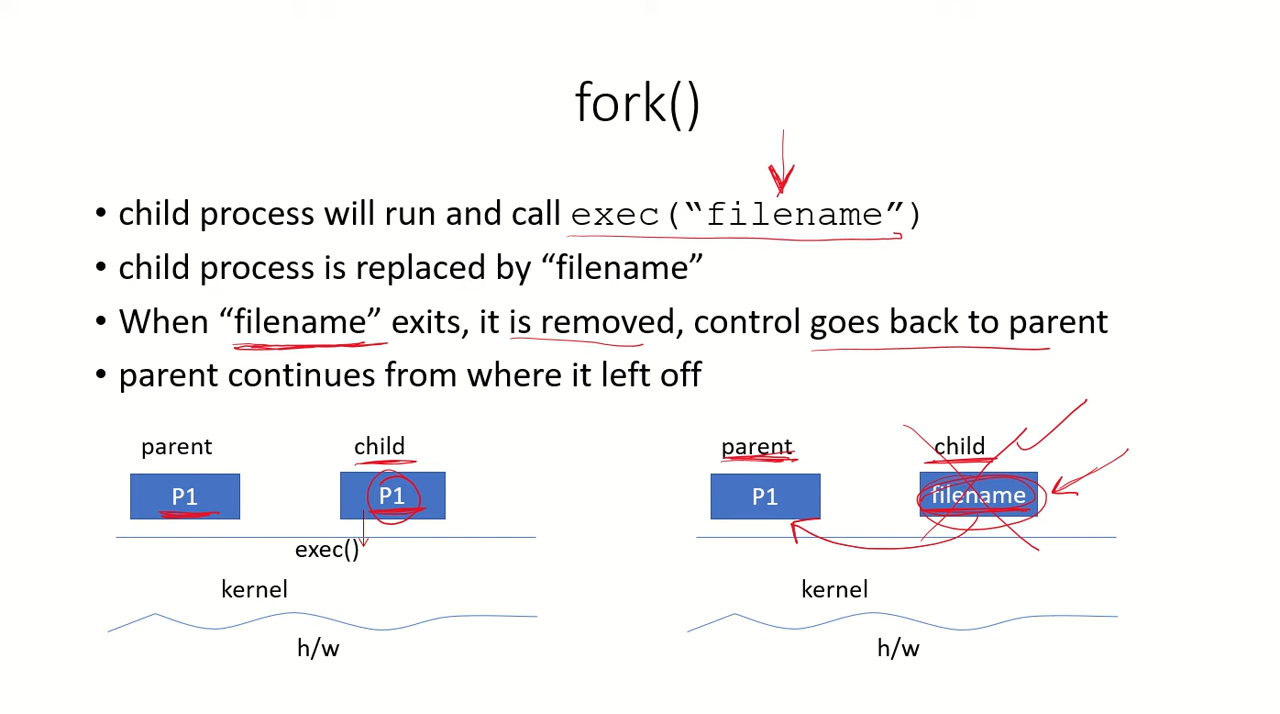 fork()
• child process will run and call exec(“filename”)
• child process is replaced by “filename”
• When “filename” exits, it is removed, control goes back to parent
• parent continues from where it left off
parent child parent child
P1 P1 P1 filename
exec()
kernel kernel
h/w h/w